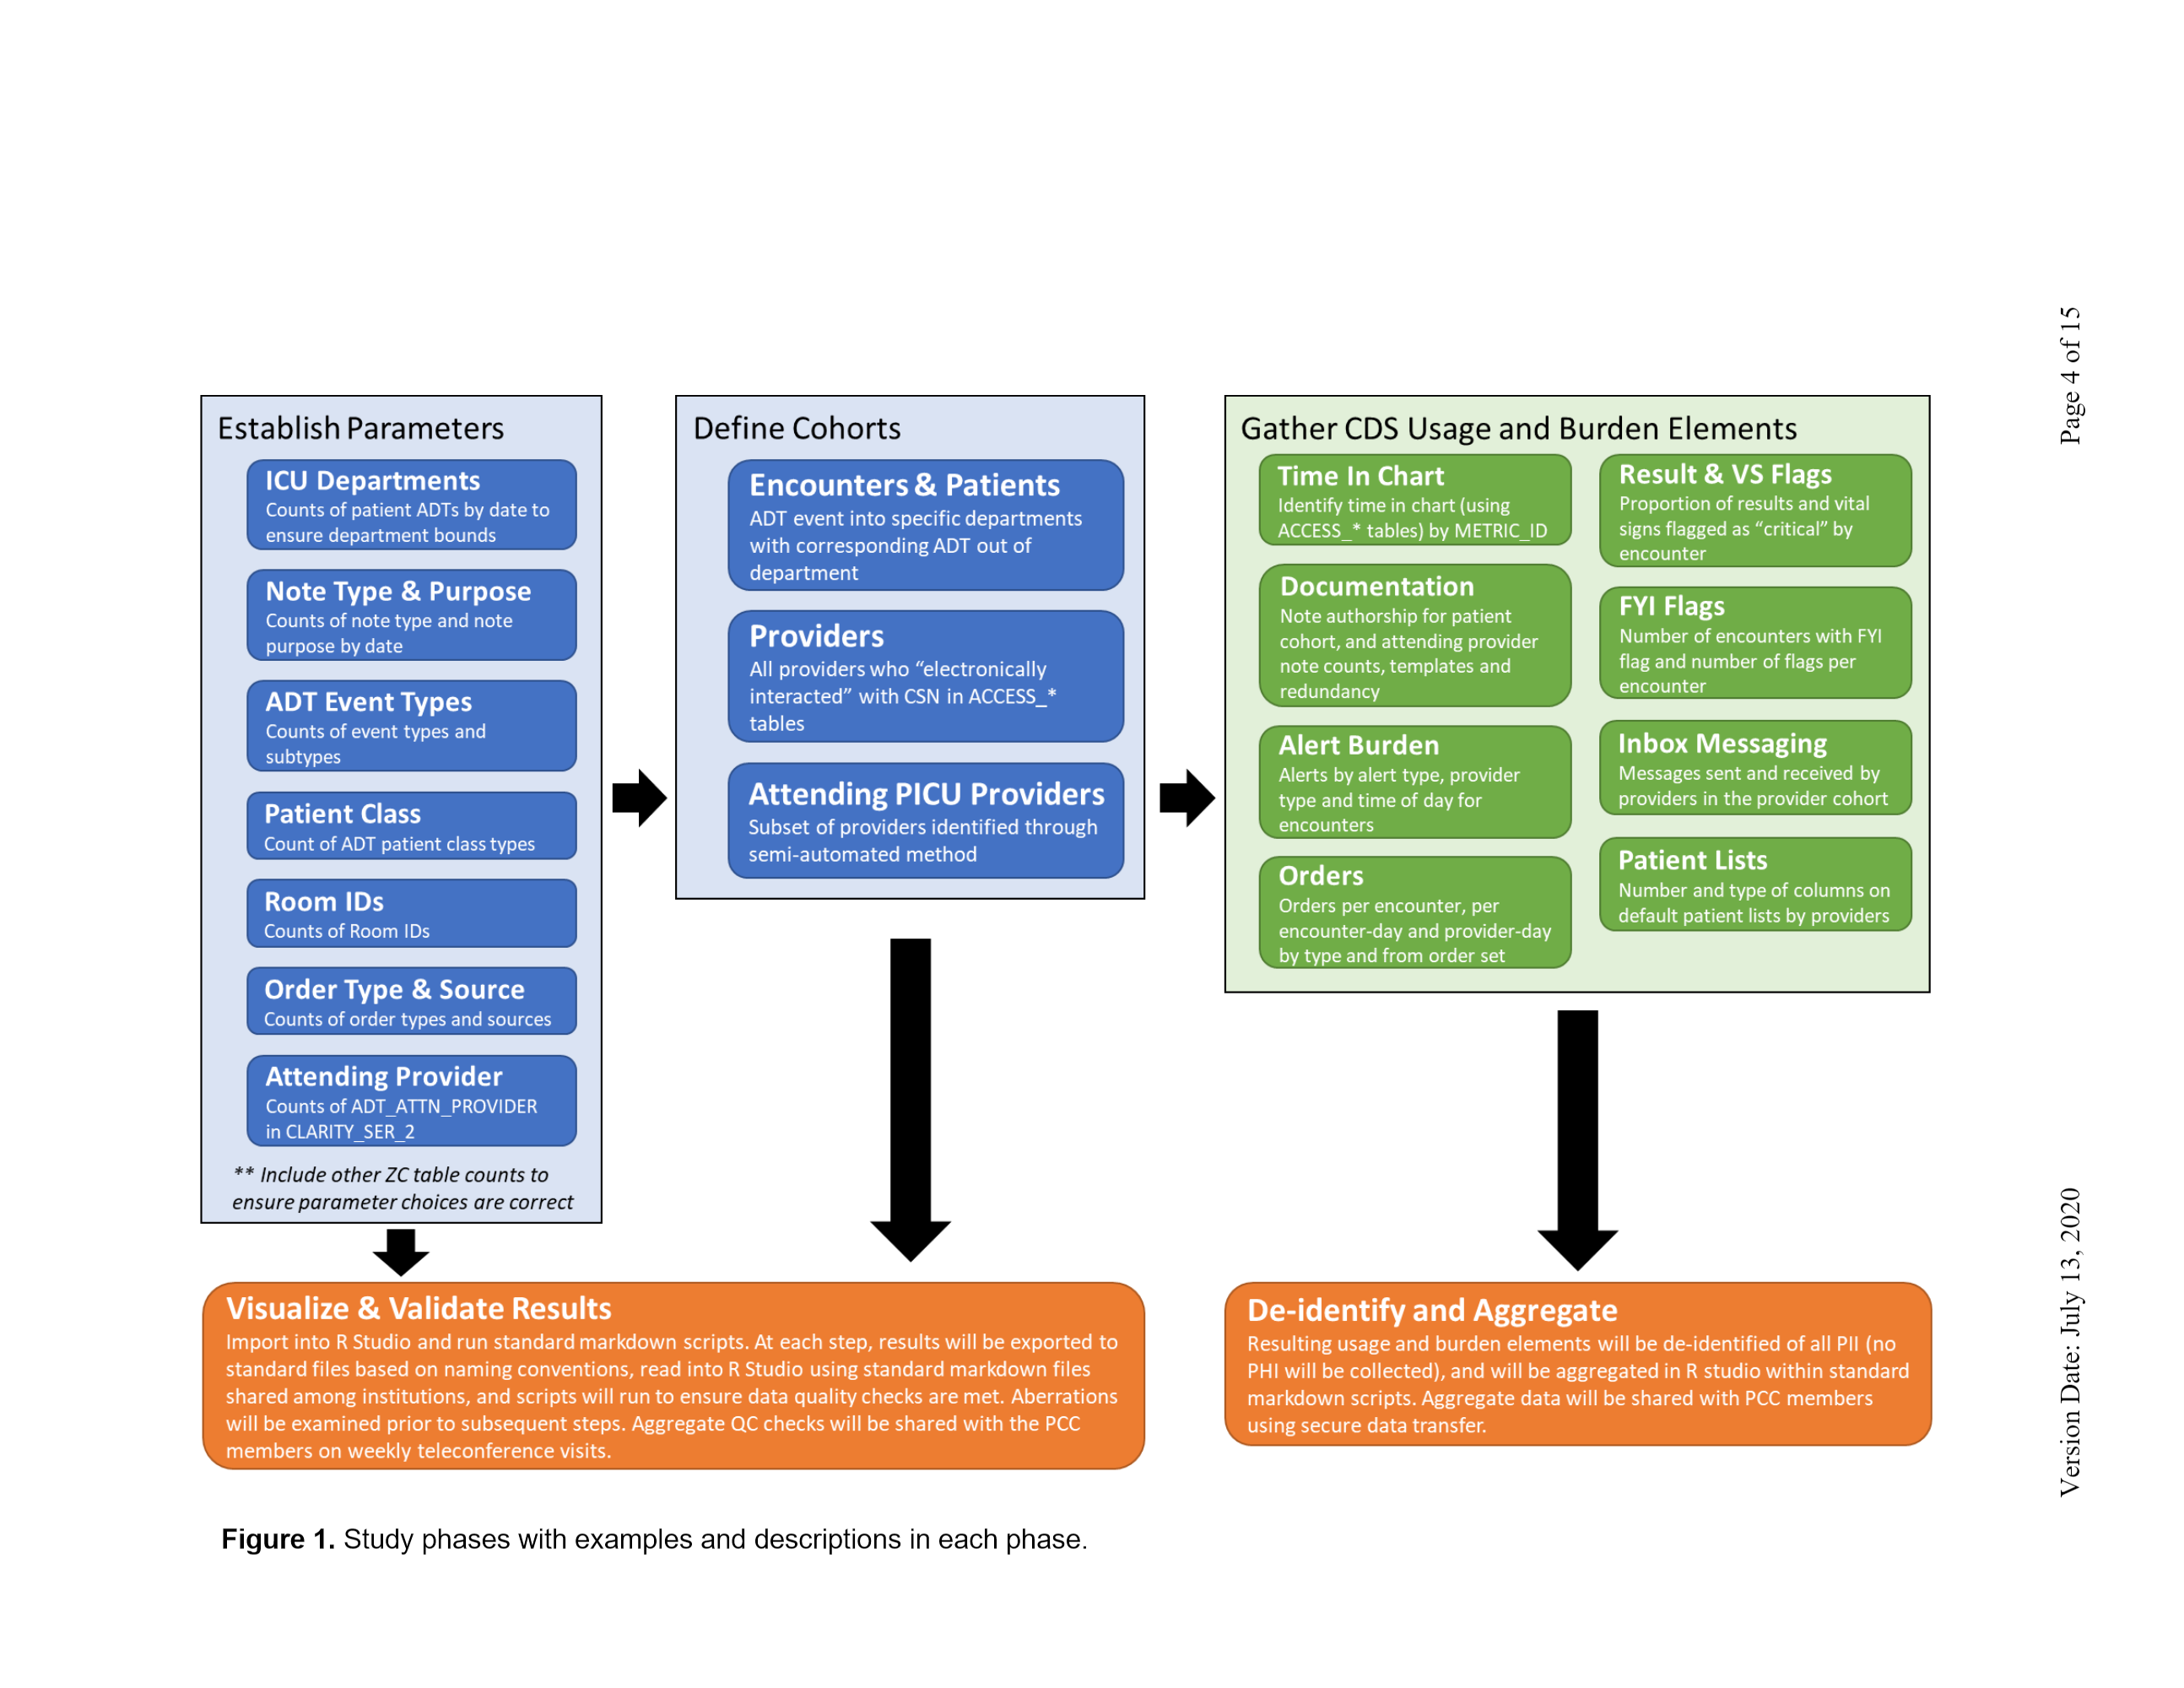 Establish Parameters
ICU Departments
Counts of patient ADTs by date to
ensure department bounds
Note Type & Purpose
Counts of note type and note
purpose by date
ADT Event Types
Counts of event types and
subtypes
Patient Class
Count of ADT patient class types
Room IDs
Counts of Room IDs
Order Type & Source
Counts of order types and sources
Attending Provider
Counts of ADT_ATTN_PROVIDER
in CLARITY_SER_2
** Include other ZC table counts to
ensure parameter choices are correct
Define Cohorts
Encounters & Patients
ADT event into specific departments
with corresponding ADT out of
department
Providers
All providers who “electronically
interacted” with CSN in ACCESS_*
tables
Attending PICU Providers
Subset of providers identified through
semi-automated method
Gather CDS Usage and Burden Elements
Time In Chart
Identify time in chart (using
ACCESS_* tables) by METRIC_ID
Documentation
Note authorship for patient
cohort, and attending provider
note counts, templates and
redundancy
Alert Burden
Alerts by alert type, provider
type and time of day for
encounters
Orders
Orders per encounter, per
encounter-day and provider-day
by type and from order set
Result & VS Flags
Proportion of results and vital
signs flagged as “critical” by
encounter
FYI Flags
Number of encounters with FYI
flag and number of flags per
encounter
Inbox Messaging
Messages sent and received by
providers in the provider cohort
Patient Lists
Number and type of columns on
default patient lists by providers
Visualize & Validate Results
Import into R Studio and run standard markdown scripts. At each step, results will be exported to
standard files based on naming conventions, read into R Studio using standard markdown files
shared among institutions, and scripts will run to ensure data quality checks are met. Aberrations
will be examined prior to subsequent steps. Aggregate QC checks will be shared with the PCC
members on weekly teleconference visits.
De-identify and Aggregate
Resulting usage and burden elements will be de-identified of all PII (no
PHI will be collected), and will be aggregated in R studio within standard
markdown scripts. Aggregate data will be shared with PCC members
using secure data transfer.
Figure 1. Study phases with examples and descriptions in each phase.
Page 4 of 15
Version Date: July 13, 2020